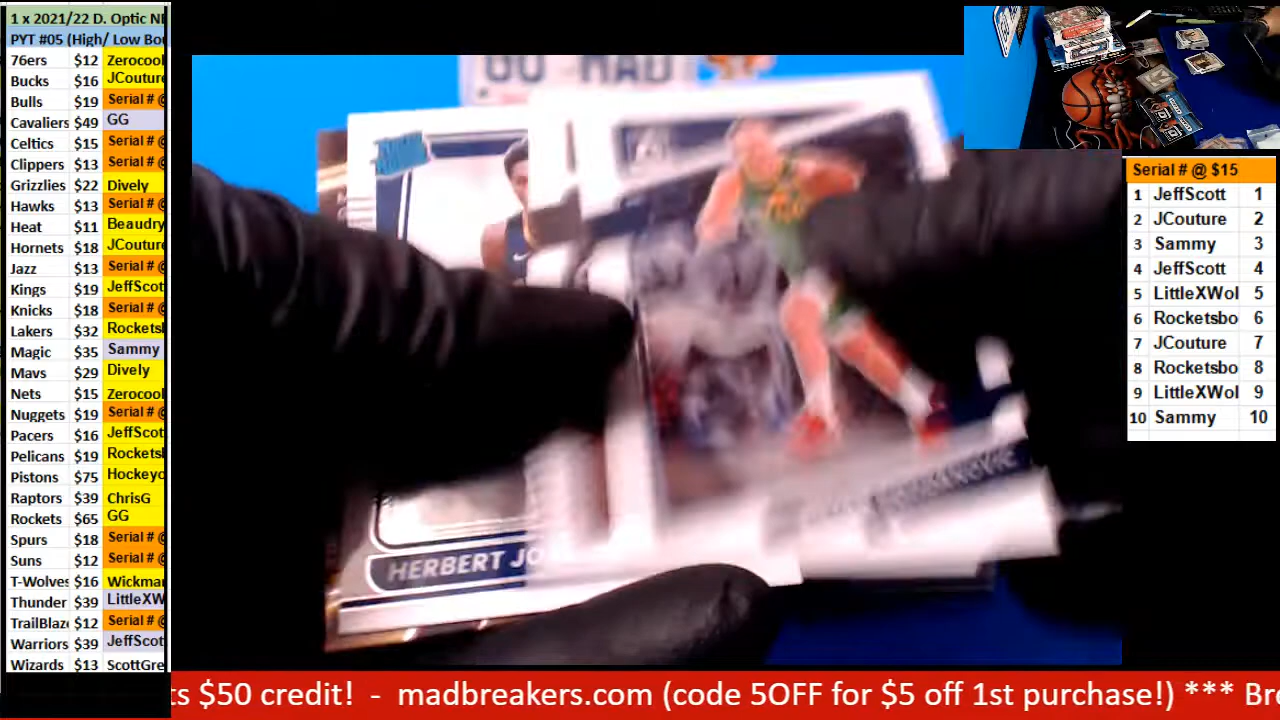 1 x 2021/22 D. Optic N
PYT #05 (High/ Low Bo
76ers $12 Zerocool
Bucks $16 JCouture
Bulls $19 Serial # @
Cavaliers $49 GG
Celtics $15 Serial # @
Clippers $13 Serial # @
Grizzlies $22 Dively
Hawks $13 Serial # @
Heat $11 Beaudry
Hornets $18 JCouture
Jazz $13 Serial # @
Kings $19 JeffScot
Knicks $18 Serial # @
Lakers $32 Rocketsl
Magic $35 Sammy
Mavs $29 Dively
Nets $15 Zerocool
Nuggets $19 Serial # @
Pacers $16 JeffScot
Pelicans $19 Rocketsl
Pistons $75 Hockeyc
Raptors $39 ChrisG
Rockets $65 GG
Spurs $18 Serial # @
Suns $12 Serial # @
T-Wolves $16 Wickmar
Thunder $39 LittleXW
TrailBlaz $12 Serial # @
Warriors $39 JeffScot
Wizards $13 ScottGre
GO MAD
HERBERT JO
Serial # @ $15
1 JeffScott 1
2 JCouture 2
3 Sammy 3
4 JeffScott 4
5 LittleXWol 5
6 Rocketsbo 6
7 JCouture 7
8 Rocketsbo 8
9 LittleXWol 9
10 Sammy 10
ts $50 credit! - madbreakers.com (code 5OFF for $5 off 1st purchase!) *** Br